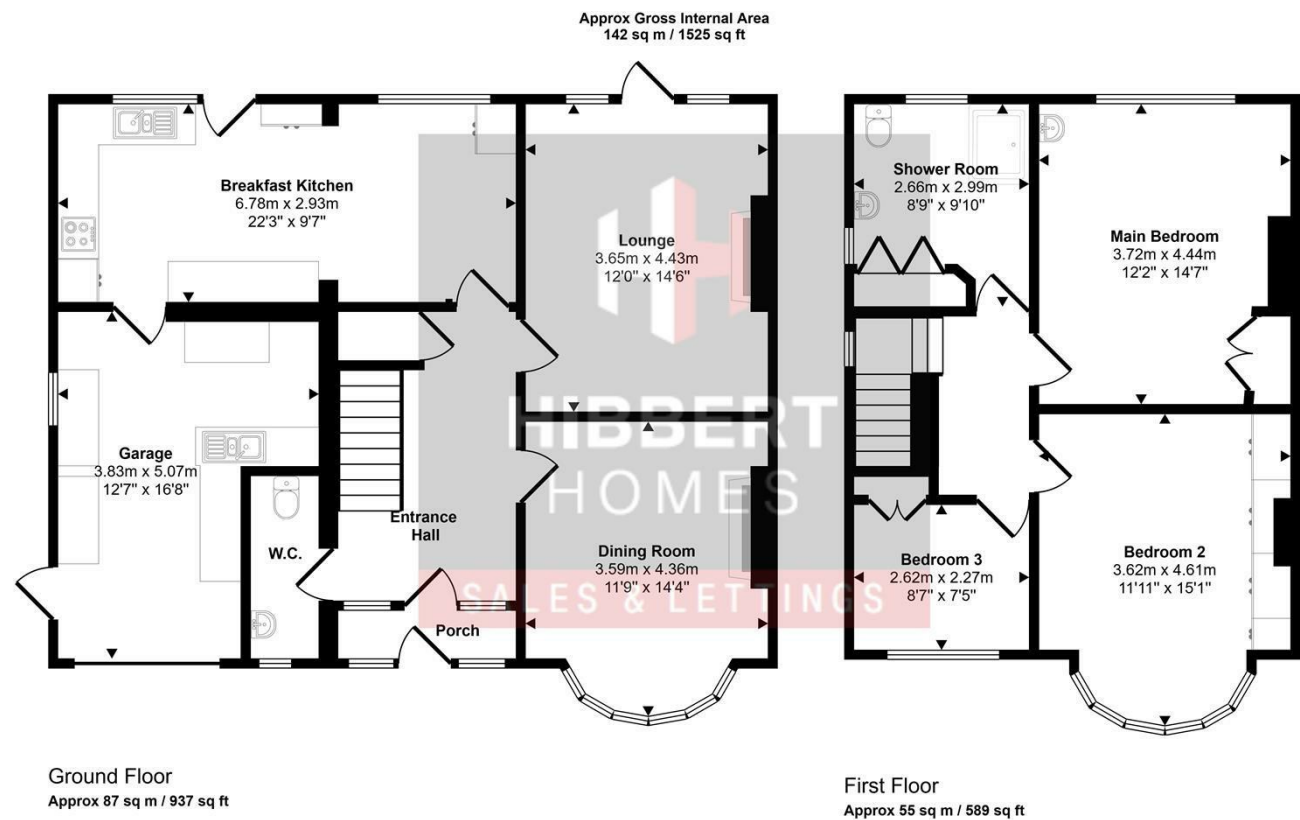 Approx Gross Internal Area
142 sq m / 1525 sq ft
Breakfast Kitchen
6.78m x 2.93m
22'3" x 9'7"
Lounge
3.65m x 4.43m
12'0" x 14'6"
Garage
3.83m x 5.07m
12'7" x 16'8"
W.C.
Entrance
Hall
Dining Room
3.59m x 4.36m
11'9" x 14'4"
Porch
HIBBERT
HOMES
SALES & LETTINGS
Shower Room
2.66m x 2.99m
8'9" x 9'10"
Main Bedroom
3.72m x 4.44m
12'2" x 14'7"
Bedroom 3
2.62m x 2.27m
8'7" x 7'5"
Bedroom 2
3.62m x 4.61m
11'11" x 15'1"
Ground Floor
Approx 87 sq m / 937 sq ft
First Floor
Approx 55 sq m / 589 sq ft